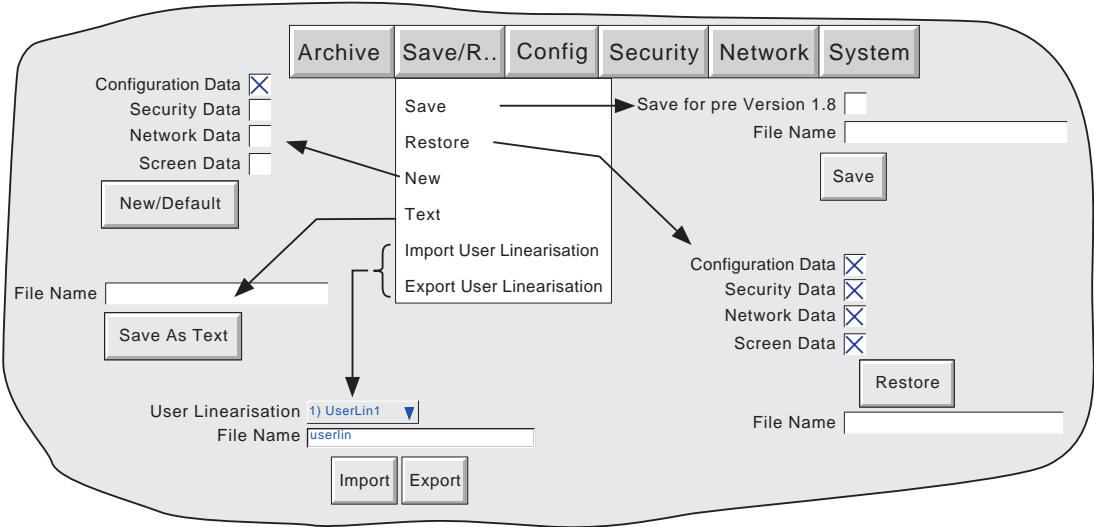 Archive Save/R.. Config Security Network System
Configuration Data
Security Data
Network Data
Screen Data
New/Default
Save
Restore
New
Text
Import User Linearisation
Export User Linearisation
Save for pre Version 1.8
File Name
Save
File Name
Save As Text
Configuration Data
Security Data
Network Data
Screen Data
Restore
File Name
User Linearisation 1) UserLin1
File Name userlin
Import Export